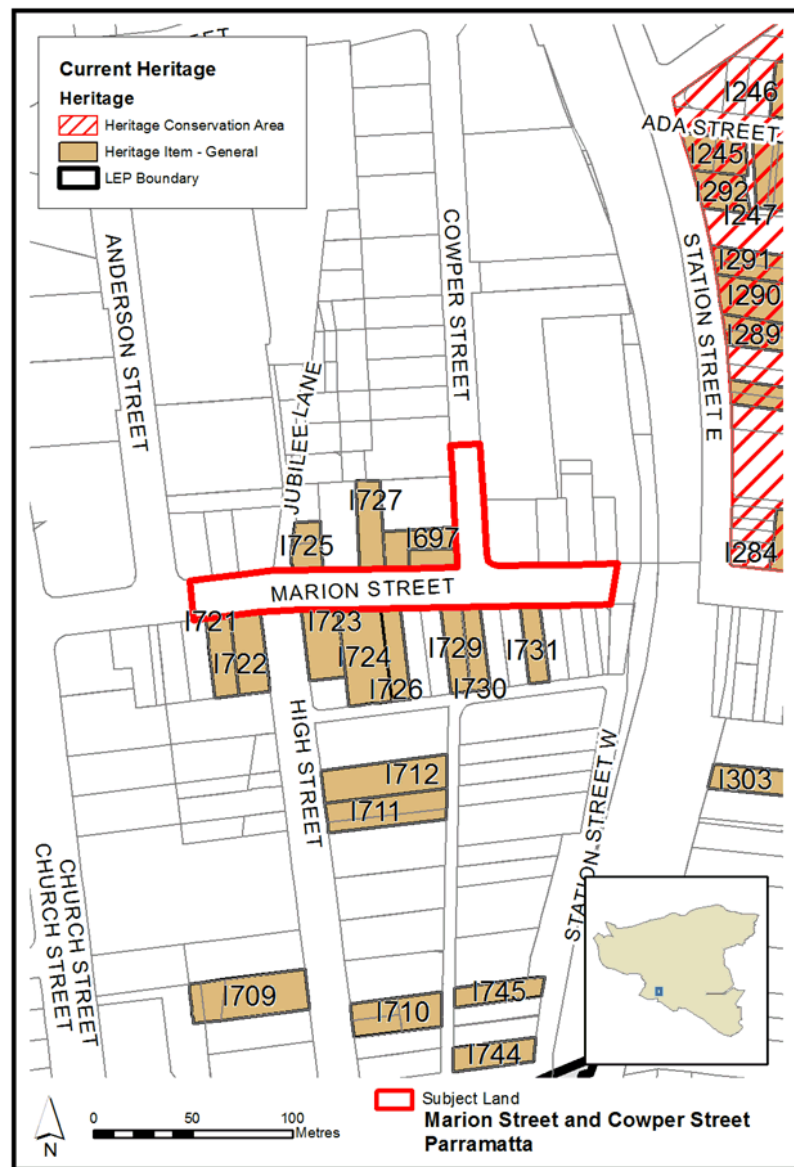 STREET
Current Heritage
Heritage
Heritage Conservation Area
Heritage Item - General
LEP Boundary
I246
ADA STREET
I245
I292
I247
COWPER STREET
ANDERSON STREET
STATION STREET E
I291
I290
I289
JUBILEE LANE
I727
I725
I697
I284
MARION STREET
I721
I723
I722
I724
I729
I731
I726
I730
HIGH STREET
I712
I711
I303
STATION STREET W
CHURCH STREET
CHURCH STREET
I709
I710
I745
I744
N
0 50 100
Metres
Subject Land
Marion Street and Cowper Street
Parramatta